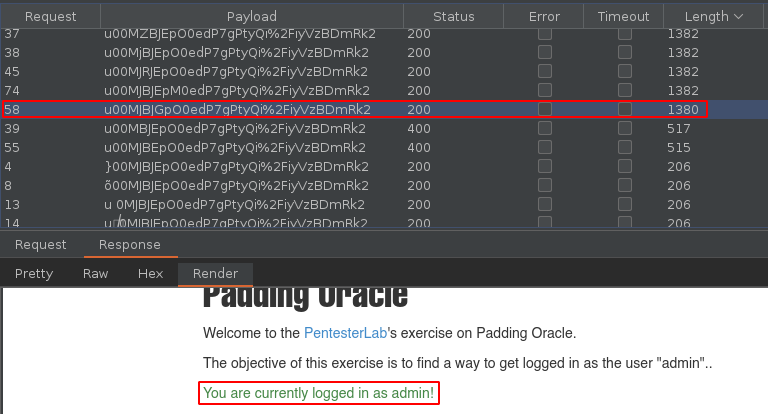 Request Payload Status Error Timeout Length
37 u00MZBJEpO0edP7gPtyQi%2FiyVzBDmRk2 200 1382
38 u00MjBJEpO0edP7gPtyQi%2FiyVzBDmRk2 200 1382
45 u00MJRJEpO0edP7gPtyQi%2FiyVzBDmRk2 200 1382
74 u00MJBJEpM0edP7gPtyQi%2FiyVzBDmRk2 200 1382
58 u00MJBJGpO0edP7gPtyQi%2FiyVzBDmRk2 200 1380
39 u00MBJEpO0edP7gPtyQi%2FiyVzBDmRk2 400 517
55 u00MJBEpO0edP7gPtyQi%2FiyVzBDmRk2 400 515
4 }00MJBJEpO0edP7gPtyQi%2FiyVzBDmRk2 200 206
8 õ00MJBJEpO0edP7gPtyQi%2FiyVzBDmRk2 200 206
13 u 0MJBJEpO0edP7gPtyQi%2FiyVzBDmRk2 200 206
14 200 206
Request Response
Pretty Raw Hex Render
Padding Oracle
Welcome to the PentesterLab's exercise on Padding Oracle.
The objective of this exercise is to find a way to get logged in as the user "admin"..
You are currently logged in as admin!